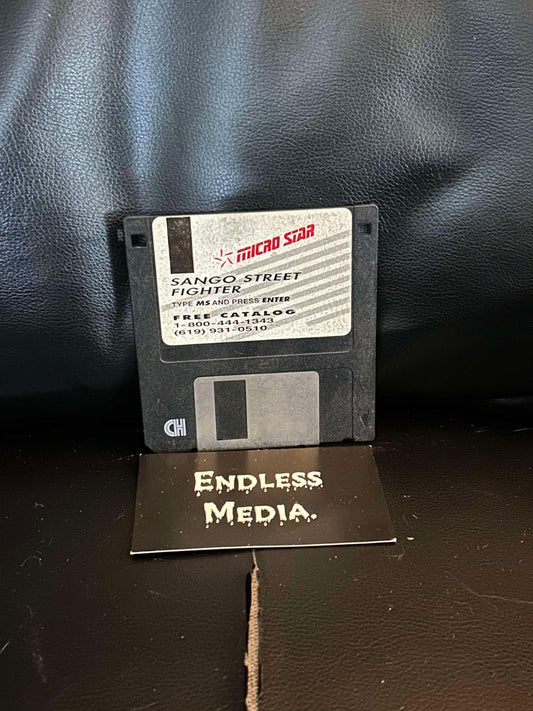 MICRO STAR
SANGO STREET
FIGHTER
TYPE MS AND PRESS ENTER
FREE CATALOG
1-800-444-1343
(619) 931-0510
ENDLESS
MEDIA.